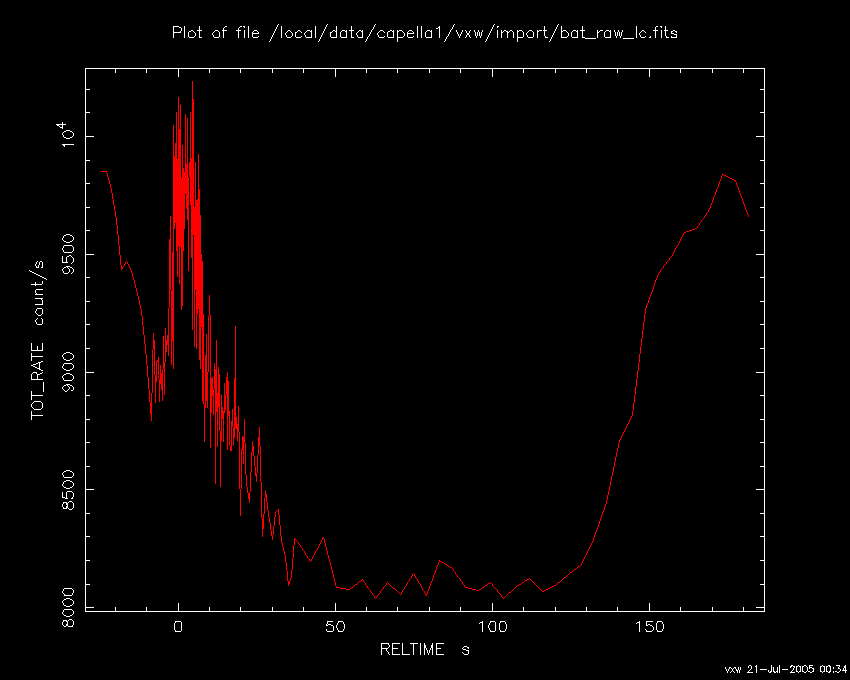 Plot of file /local/data/capella1/vxw/import/bat_raw_lc.fits
10^4
9500
9000
8500
8000
TOT_RATE count/s
0 50 100 150
RELTIME s
vxw 21-Jul-2005 00:34